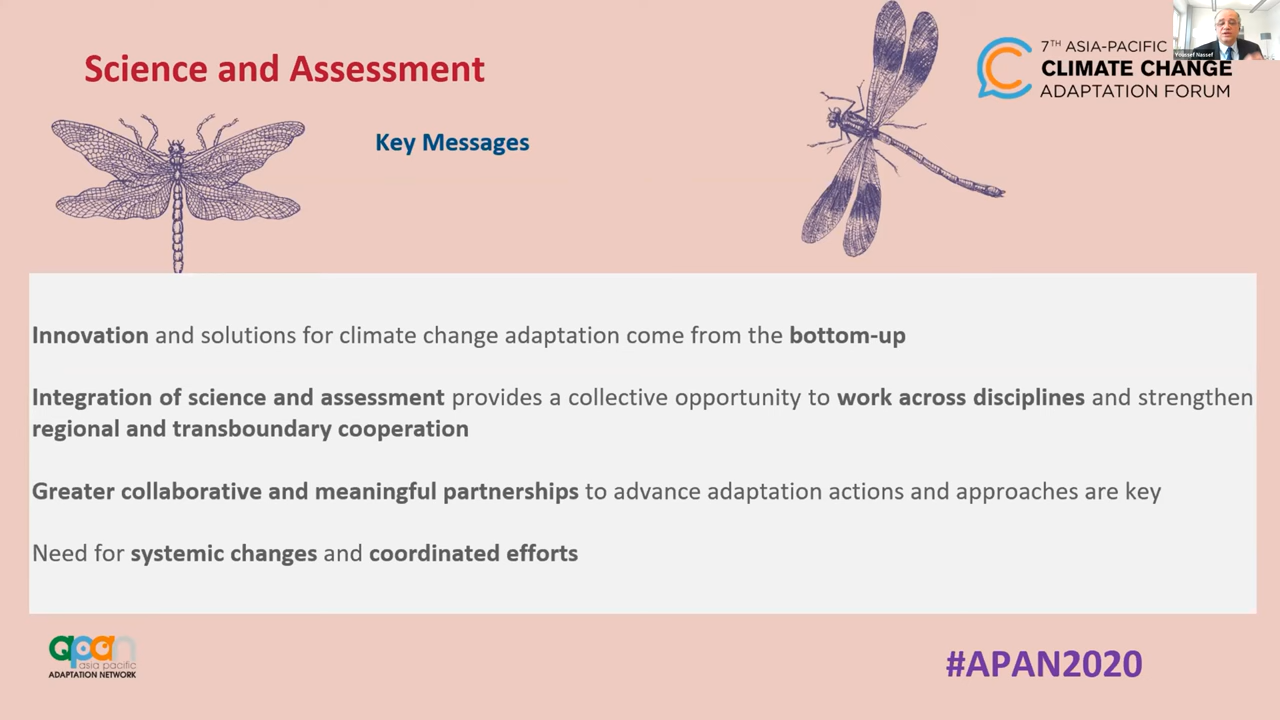 Science and Assessment
7TH ASIA-PACIFIC
CLIMATE CHANGE
ADAPTATION FORUM
Youssef Nassef
Key Messages
Innovation and solutions for climate change adaptation come from the bottom-up
Integration of science and assessment provides a collective opportunity to work across disciplines and strengthen
regional and transboundary cooperation
Greater collaborative and meaningful partnerships to advance adaptation actions and approaches are key
Need for systemic changes and coordinated efforts
apan
asia pacific
ADAPTATION NETWORK
#APAN2020